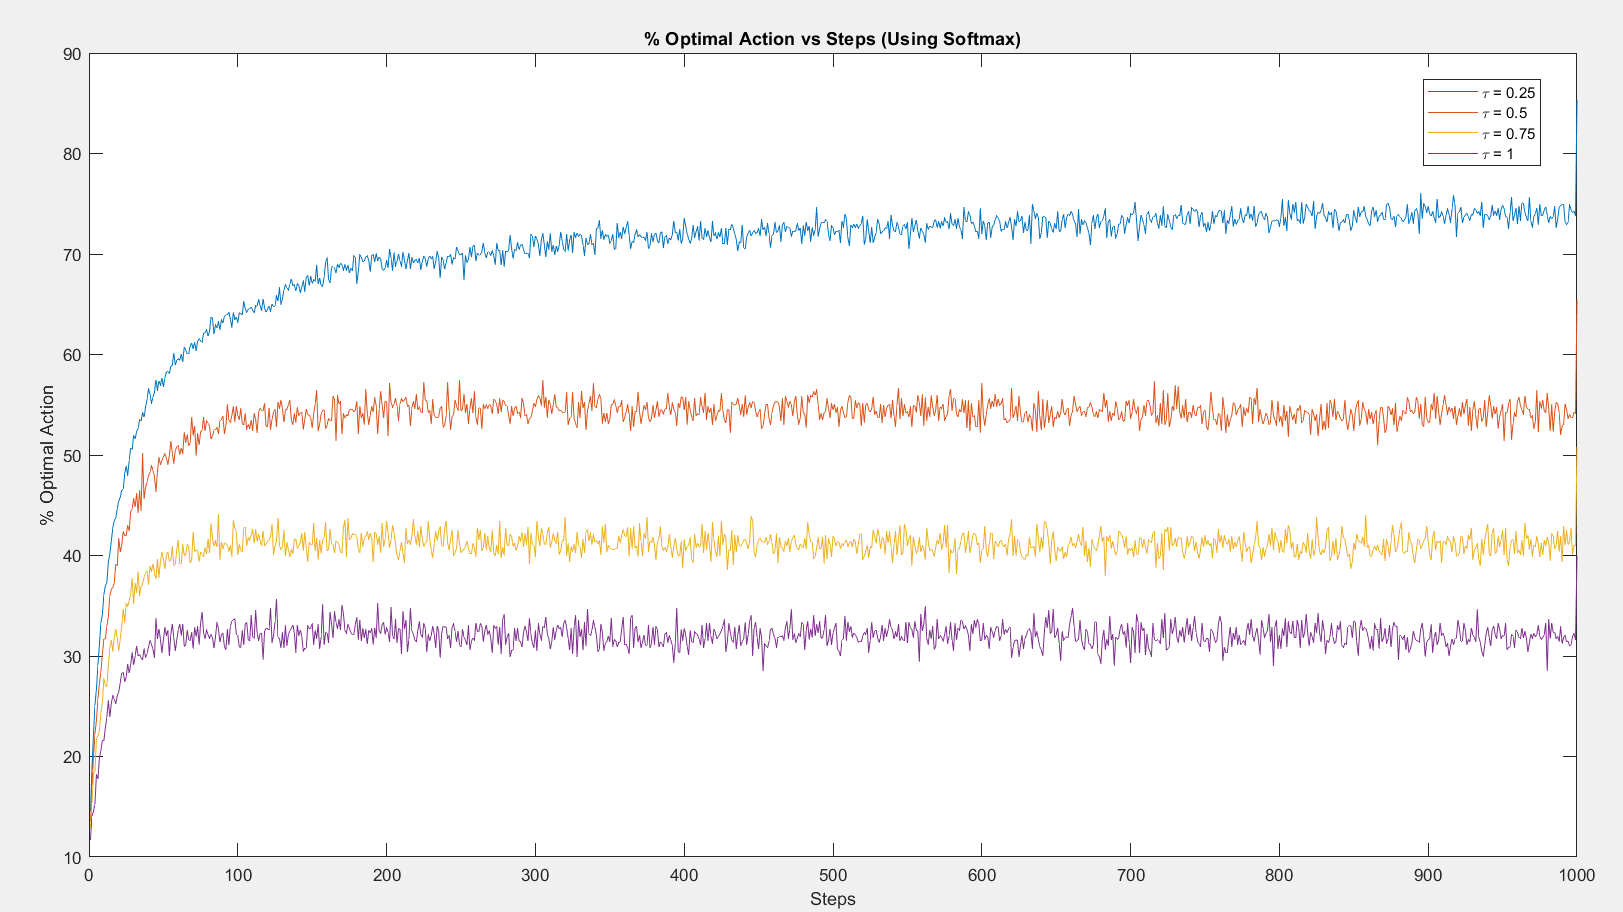 % Optimal Action vs Steps (Using Softmax)
90
80
70
60
50
40
30
20
10
% Optimal Action
τ = 0.25
τ = 0.5
τ = 0.75
τ = 1
0 100 200 300 400 500 600 700 800 900 1000
Steps